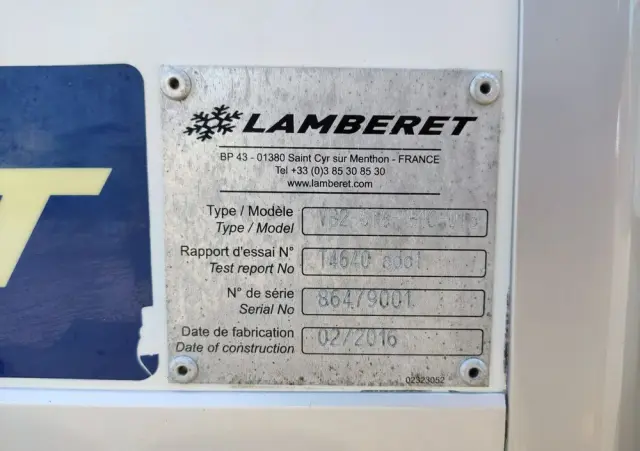 LAMBERET
BP 43 - 01380 Saint Cyr sur Menthon - FRANCE
Tel +33 (0)3 85 30 85 30
www.lamberet.com
Type / Modèle
Type / Model
Rapport d'essai N°
Test report No
14640
N° de série
Serial No
86479001
Date de fabrication
Date of construction
02/2016
02323052
T